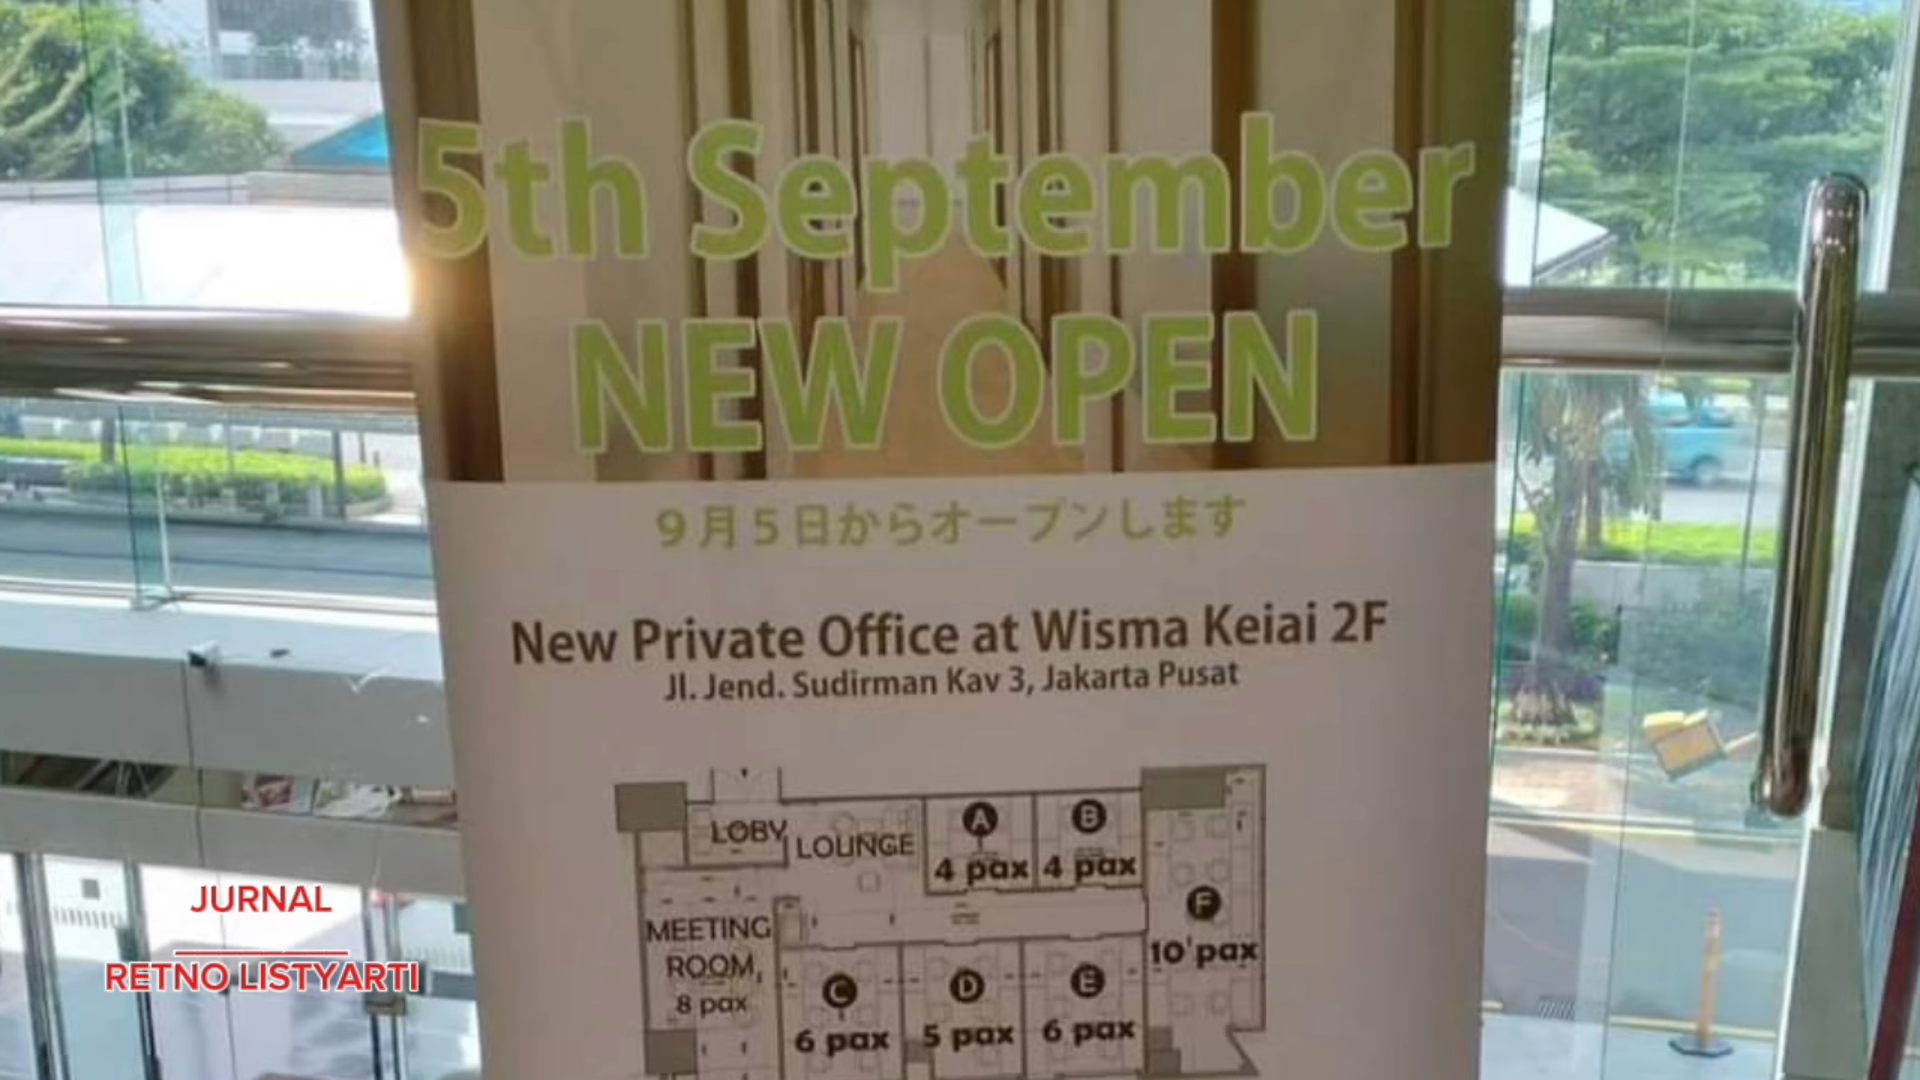 5th September
NEW OPEN
9月5日からオープンします
New Private Office at Wisma Keiai 2F
Jl. Jend. Sudirman Kav 3, Jakarta Pusat
LOBY
LOUNGE
A
4 pax
B
4 pax
F
10 pax
MEETING
ROOM
8 pax
C
6 pax
D
5 pax
E
6 pax
JURNAL
RETNO LISTYARTI